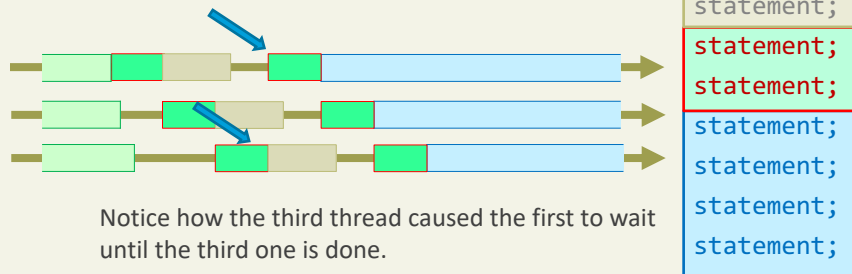 statement;
statement;
statement;
statement;
statement;
statement;
statement;
Notice how the third thread caused the first to wait
until the third one is done.